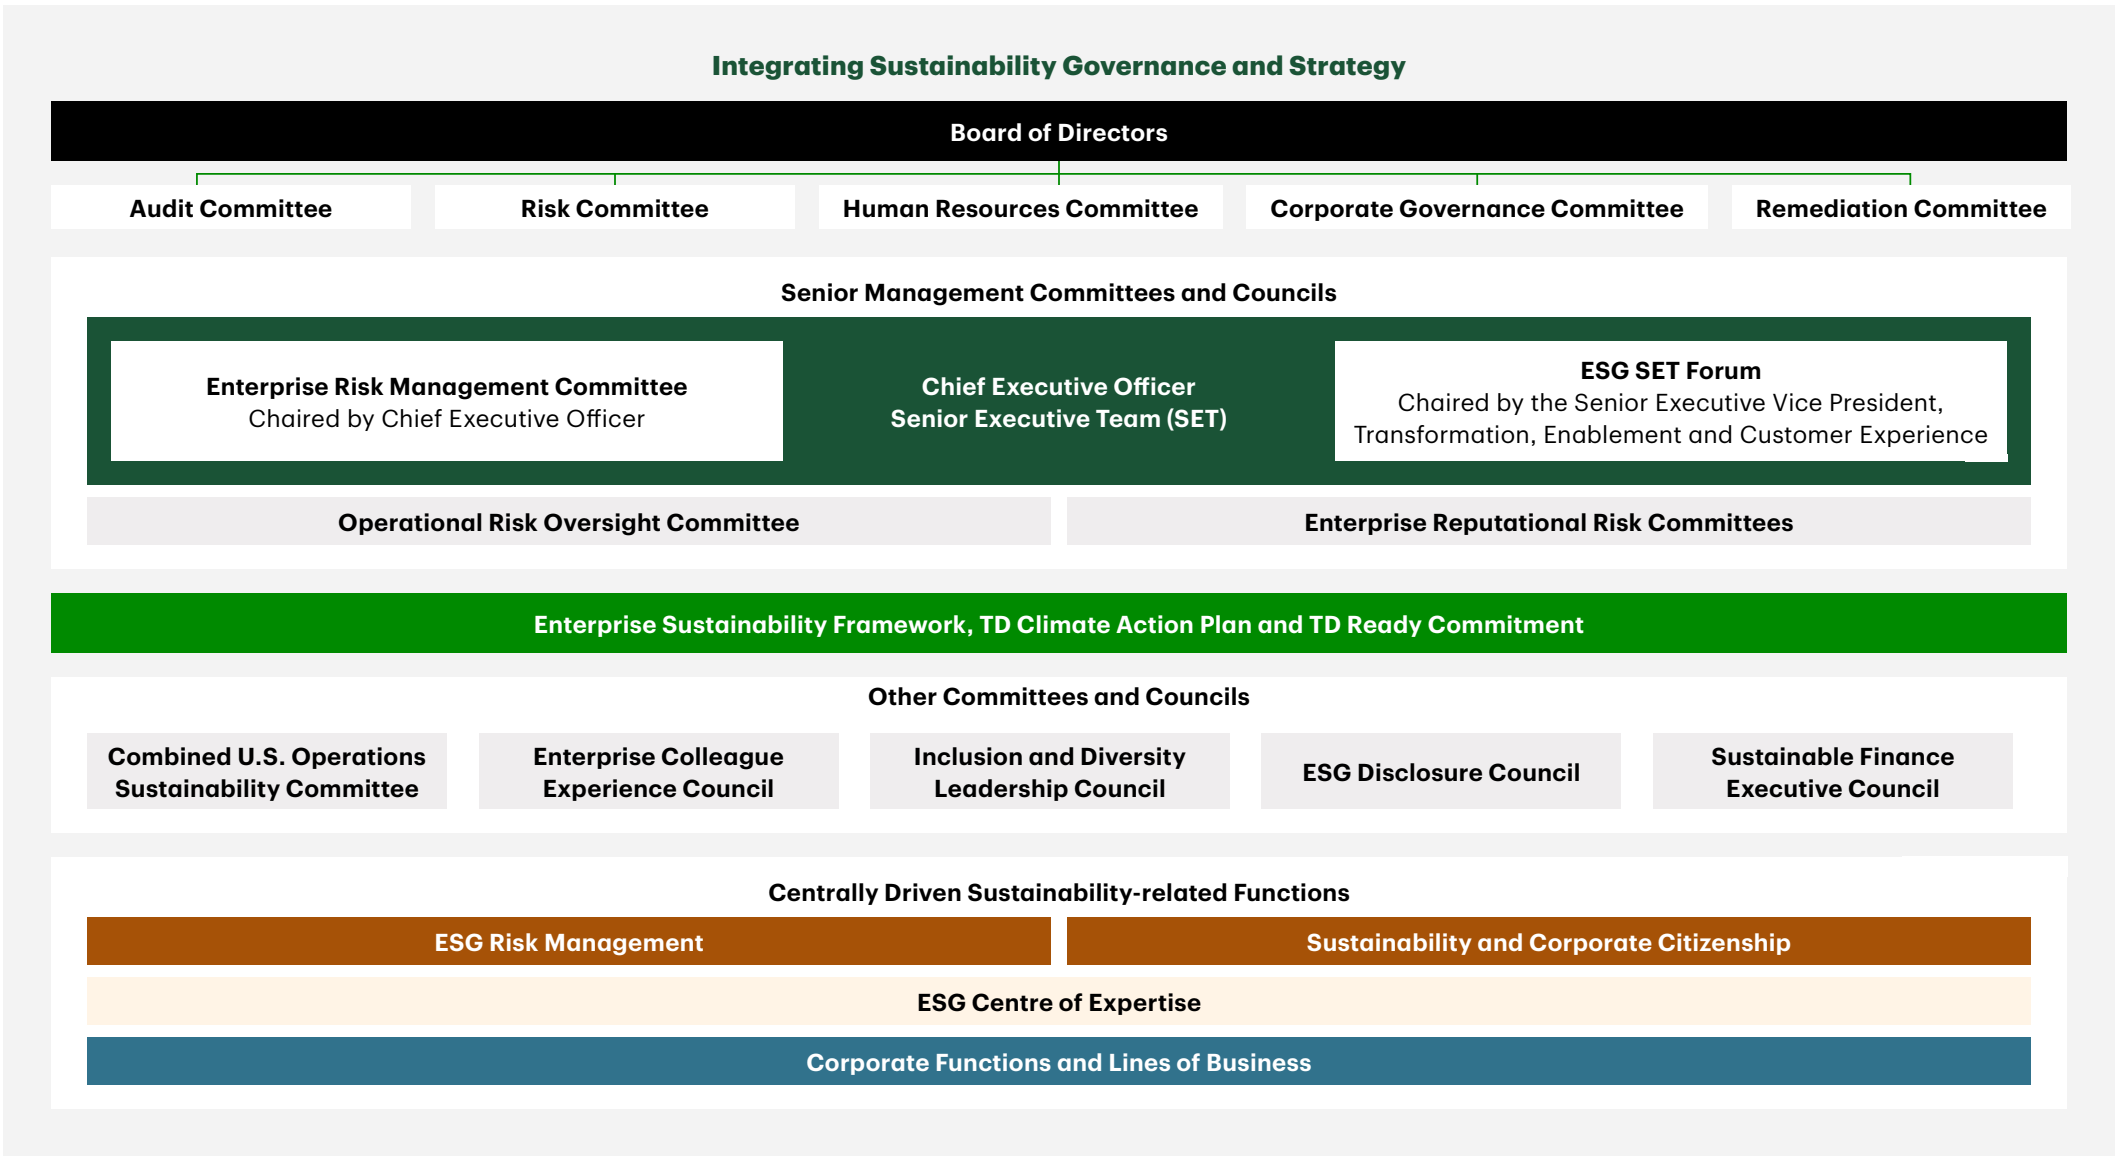 Integrating Sustainability Governance and Strategy
Board of Directors
Audit Committee
Risk Committee
Human Resources Committee
Corporate Governance Committee
Remediation Committee
Senior Management Committees and Councils
Enterprise Risk Management Committee
Chaired by Chief Executive Officer
Chief Executive Officer
Senior Executive Team (SET)
ESG SET Forum
Chaired by the Senior Executive Vice President,
Transformation, Enablement and Customer Experience
Operational Risk Oversight Committee
Enterprise Reputational Risk Committees
Enterprise Sustainability Framework, TD Climate Action Plan and TD Ready Commitment
Other Committees and Councils
Combined U.S. Operations
Sustainability Committee
Enterprise Colleague
Experience Council
Inclusion and Diversity
Leadership Council
ESG Disclosure Council
Sustainable Finance
Executive Council
Centrally Driven Sustainability-related Functions
ESG Risk Management
Sustainability and Corporate Citizenship
ESG Centre of Expertise
Corporate Functions and Lines of Business